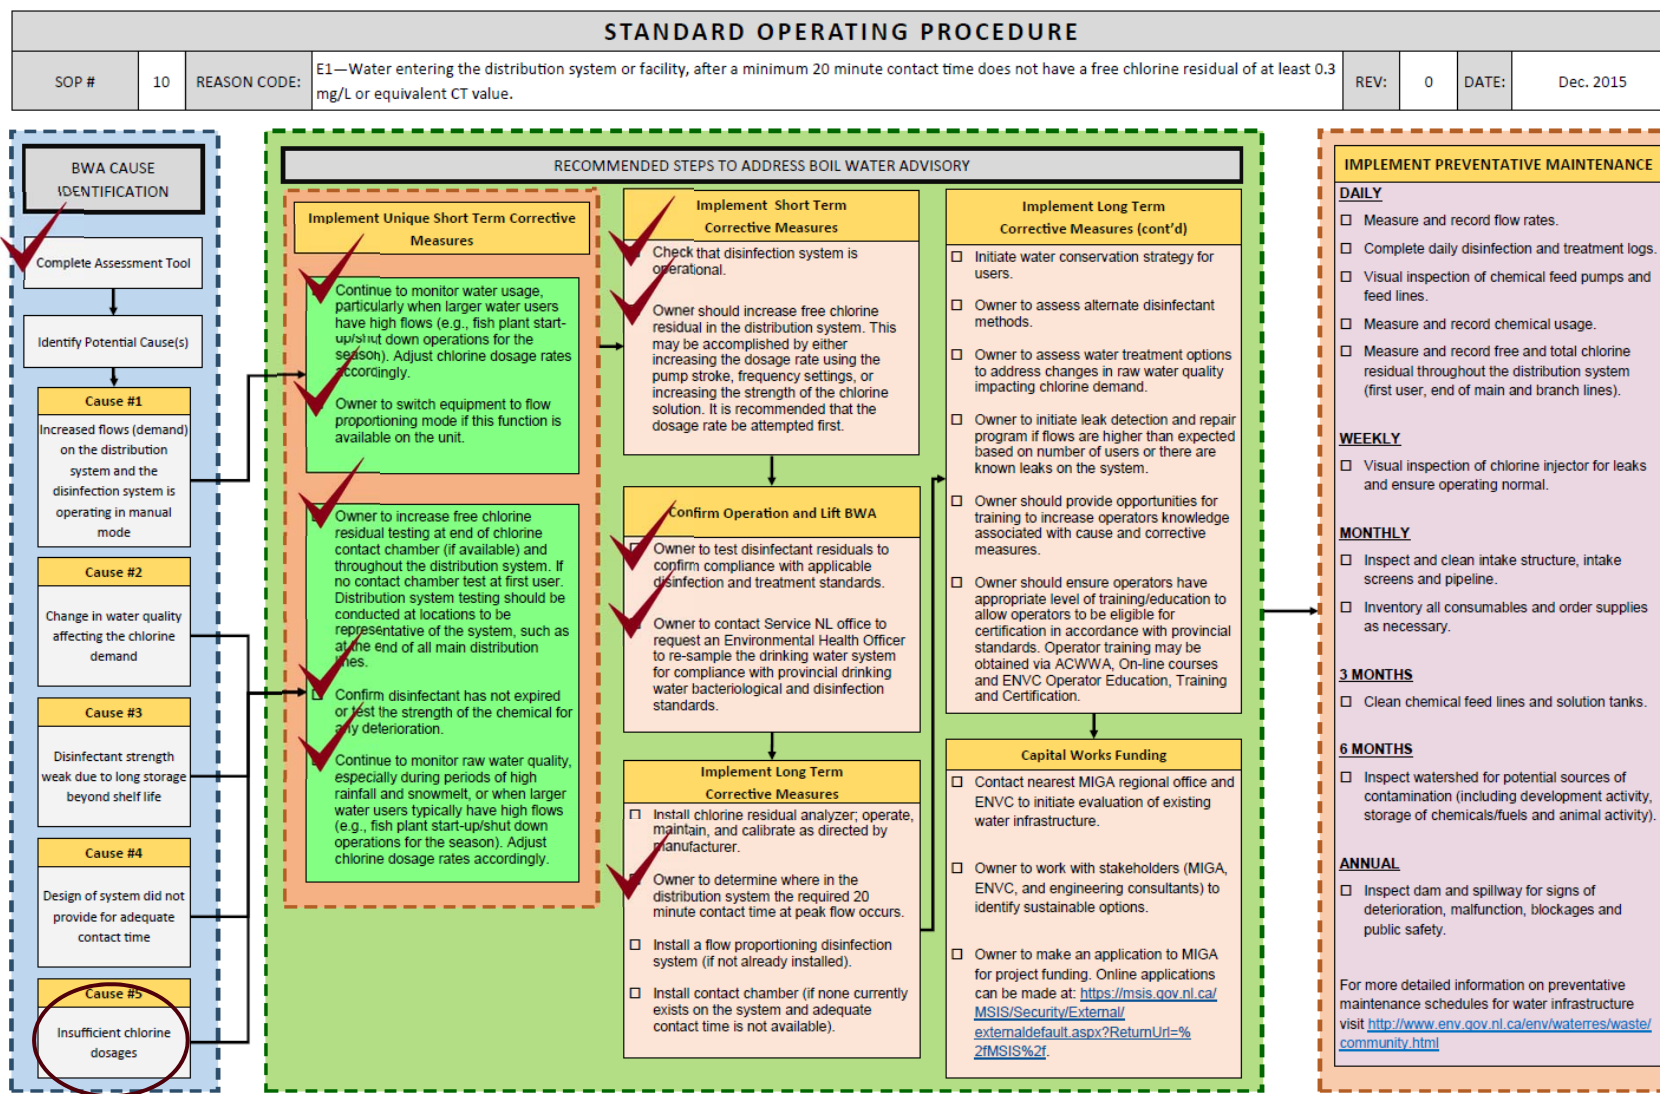 STANDARD OPERATING PROCEDURE
SOP #
10
REASON CODE:
E1—Water entering the distribution system or facility, after a minimum 20 minute contact time does not have a free chlorine residual of at least 0.3
mg/L or equivalent CT value.
REV:
0
DATE:
Dec. 2015
BWA CAUSE
IDENTIFICATION
Complete Assessment Tool
Identify Potential Cause(s)
Cause #1
Increased flows (demand)
on the distribution
system and the
disinfection system is
operating in manual
mode
Cause #2
Change in water quality
affecting the chlorine
demand
Cause #3
Disinfectant strength
weak due to long storage
beyond shelf life
Cause #4
Design of system did not
provide for adequate
contact time
Cause #5
Insufficient chlorine
dosages
RECOMMENDED STEPS TO ADDRESS BOIL WATER ADVISORY
Implement Unique Short Term Corrective
Measures
Continue to monitor water usage,
particularly when larger water users
have high flows (e.g., fish plant start-
up/shut down operations for the
season). Adjust chlorine dosage rates
accordingly.
Owner to switch equipment to flow
proportioning mode if this function is
available on the unit.
Owner to increase free chlorine
residual testing at end of chlorine
contact chamber (if available) and
throughout the distribution system. If
no contact chamber test at first user.
Distribution system testing should be
conducted at locations to be
representative of the system, such as
at the end of all main distribution
lines.
Confirm disinfectant has not expired
or test the strength of the chemical for
any deterioration.
Continue to monitor raw water quality,
especially during periods of high
rainfall and snowmelt, or when larger
water users typically have high flows
(e.g., fish plant start-up/shut down
operations for the season). Adjust
chlorine dosage rates accordingly.
Implement Short Term
Corrective Measures
Check that disinfection system is
operational.
Owner should increase free chlorine
residual in the distribution system. This
may be accomplished by either
increasing the dosage rate using the
pump stroke, frequency settings, or
increasing the strength of the chlorine
solution. It is recommended that the
dosage rate be attempted first.
Confirm Operation and Lift BWA
Owner to test disinfectant residuals to
confirm compliance with applicable
disinfection and treatment standards.
Owner to contact Service NL office to
request an Environmental Health Officer
to re-sample the drinking water system
for compliance with provincial drinking
water bacteriological and disinfection
standards.
Implement Long Term
Corrective Measures
Install chlorine residual analyzer; operate,
maintain, and calibrate as directed by
manufacturer.
Owner to determine where in the
distribution system the required 20
minute contact time at peak flow occurs.
Install a flow proportioning disinfection
system (if not already installed).
Install contact chamber (if none currently
exists on the system and adequate
contact time is not available).
Implement Long Term
Corrective Measures (cont'd)
Initiate water conservation strategy for
users.
Owner to assess alternate disinfectant
methods.
Owner to assess water treatment options
to address changes in raw water quality
impacting chlorine demand.
Owner to initiate leak detection and repair
program if flows are higher than expected
based on number of users or there are
known leaks on the system.
Owner should provide opportunities for
training to increase operators knowledge
associated with cause and corrective
measures.
Owner should ensure operators have
appropriate level of training/education to
allow operators to be eligible for
certification in accordance with provincial
standards. Operator training may be
obtained via ACWWA, On-line courses
and ENVC Operator Education, Training
and Certification.
Capital Works Funding
Contact nearest MIGA regional office and
ENVC to initiate evaluation of existing
water infrastructure.
Owner to work with stakeholders (MIGA,
ENVC, and engineering consultants) to
identify sustainable options.
Owner to make an application to MIGA
for project funding. Online applications
can be made at: https://msis.gov.nl.ca/
MSIS/Security/External/
externaldefault.aspx?ReturnUrl=%
2fMSIS%2f.
IMPLEMENT PREVENTATIVE MAINTENANCE
DAILY
Measure and record flow rates.
Complete daily disinfection and treatment logs.
Visual inspection of chemical feed pumps and
feed lines.
Measure and record chemical usage.
Measure and record free and total chlorine
residual throughout the distribution system
(first user, end of main and branch lines).
WEEKLY
Visual inspection of chlorine injector for leaks
and ensure operating normal.
MONTHLY
Inspect and clean intake structure, intake
screens and pipeline.
Inventory all consumables and order supplies
as necessary.
3 MONTHS
Clean chemical feed lines and solution tanks.
6 MONTHS
Inspect watershed for potential sources of
contamination (including development activity,
storage of chemicals/fuels and animal activity).
ANNUAL
Inspect dam and spillway for signs of
deterioration, malfunction, blockages and
public safety.
For more detailed information on preventative
maintenance schedules for water infrastructure
visit http://www.env.gov.nl.ca/env/waterres/waste/
community.html